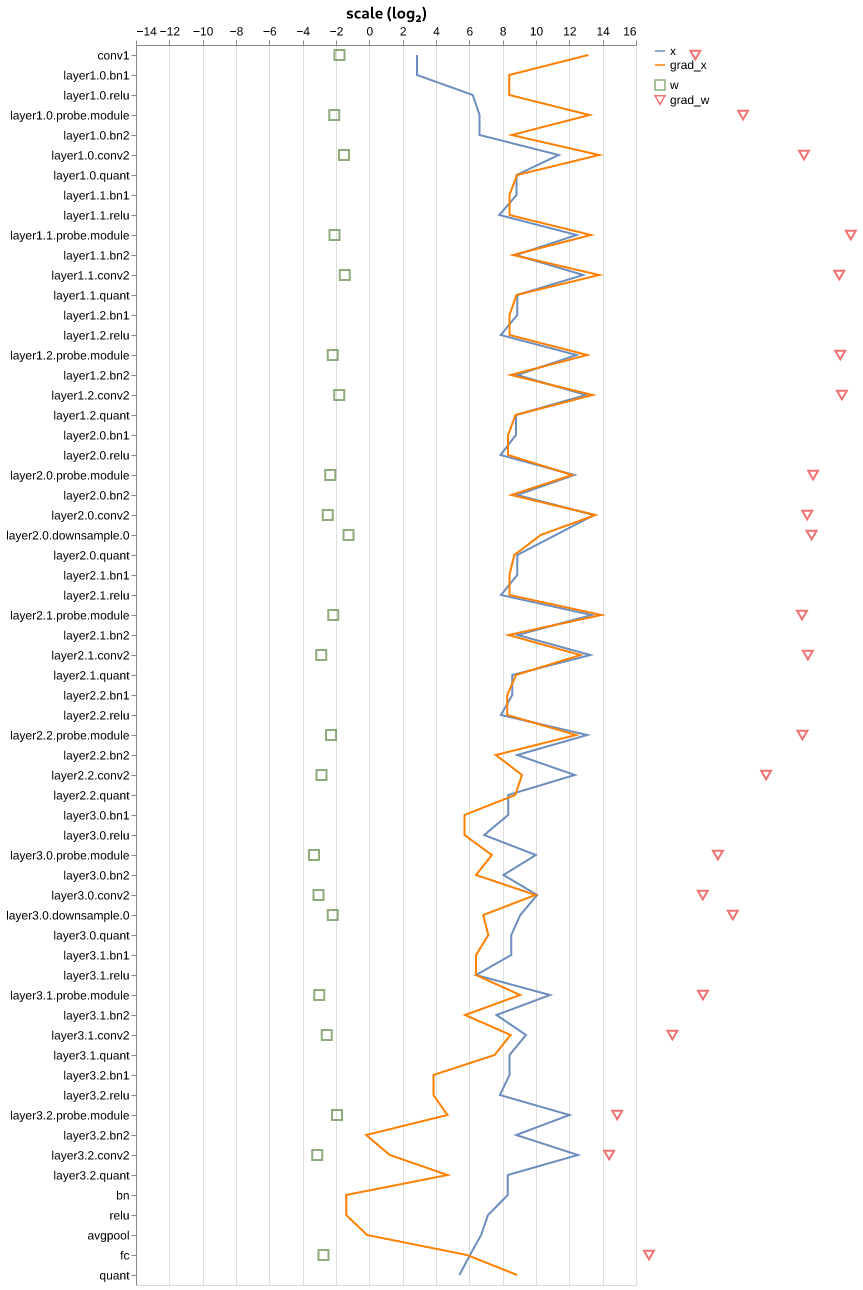 scale (log₂)
−14 −12 −10 −8 −6 −4 −2 0 2 4 6 8 10 12 14 16
x
grad_x
w
grad_w
conv1
layer1.0.bn1
layer1.0.relu
layer1.0.probe.module
layer1.0.bn2
layer1.0.conv2
layer1.0.quant
layer1.1.bn1
layer1.1.relu
layer1.1.probe.module
layer1.1.bn2
layer1.1.conv2
layer1.1.quant
layer1.2.bn1
layer1.2.relu
layer1.2.probe.module
layer1.2.bn2
layer1.2.conv2
layer1.2.quant
layer2.0.bn1
layer2.0.relu
layer2.0.probe.module
layer2.0.bn2
layer2.0.conv2
layer2.0.downsample.0
layer2.0.quant
layer2.1.bn1
layer2.1.relu
layer2.1.probe.module
layer2.1.bn2
layer2.1.conv2
layer2.1.quant
layer2.2.bn1
layer2.2.relu
layer2.2.probe.module
layer2.2.bn2
layer2.2.conv2
layer2.2.quant
layer3.0.bn1
layer3.0.relu
layer3.0.probe.module
layer3.0.bn2
layer3.0.conv2
layer3.0.downsample.0
layer3.0.quant
layer3.1.bn1
layer3.1.relu
layer3.1.probe.module
layer3.1.bn2
layer3.1.conv2
layer3.1.quant
layer3.2.bn1
layer3.2.relu
layer3.2.probe.module
layer3.2.bn2
layer3.2.conv2
layer3.2.quant
bn
relu
avgpool
fc
quant